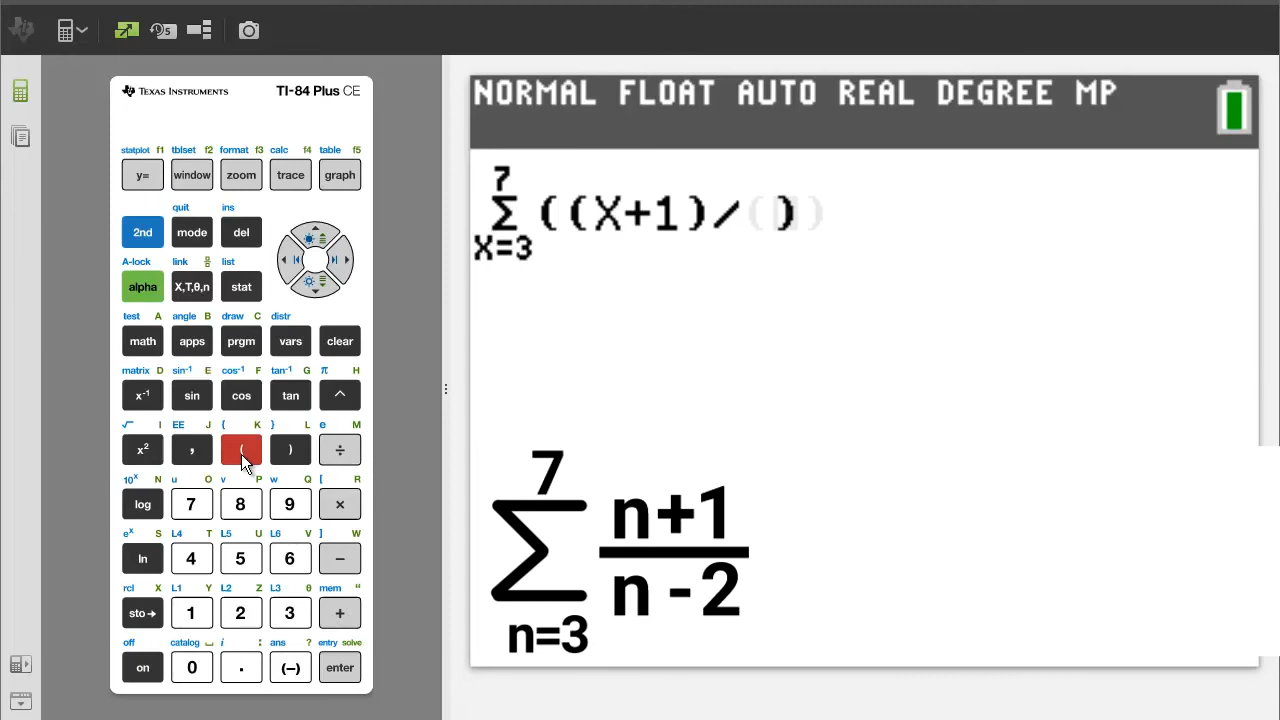 TEXAS INSTRUMENTS TI-84 Plus CE
statplot f1 tblset f2 format f3 calc f4 table f5
y= window zoom trace graph
quit ins
2nd mode del
A-lock link list
alpha X,T,θ,n stat
test A angle B draw C distr
math apps prgm vars clear
matrix D sin⁻¹ E cos⁻¹ F tan⁻¹ G π H
x⁻¹ sin cos tan ^
√ I EE J { K } L e M
x² , ( ) ÷
10ˣ N u O v P w Q [ R
log 7 8 9 ×
eˣ S L4 T L5 U L6 V ] W
ln 4 5 6 −
rcl X L1 Y L2 Z L3 θ mem “
sto→ 1 2 3 +
off catalog ⎵ i : ans ? entry solve
on 0 . (–) enter
NORMAL FLOAT AUTO REAL DEGREE MP
7
Σ ((X+1)/())
X=3
7
Σ n+1
n-2
n=3